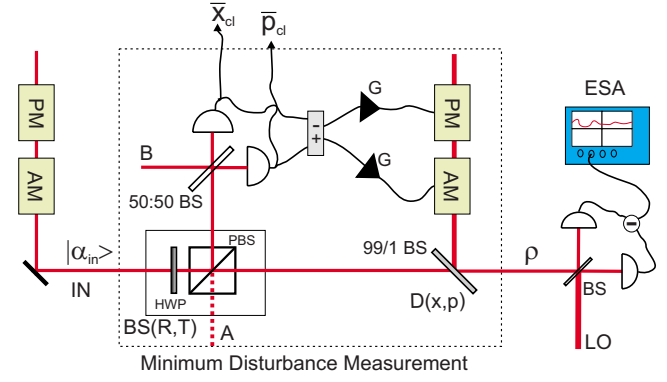 x̄cl
p̄cl
PM
AM
B
50:50 BS
-
+
G
G
PM
AM
ESA
|αin>
IN
HWP
PBS
BS(R,T)
A
99/1 BS
D(x,p)
ρ
−
BS
LO
Minimum Disturbance Measurement